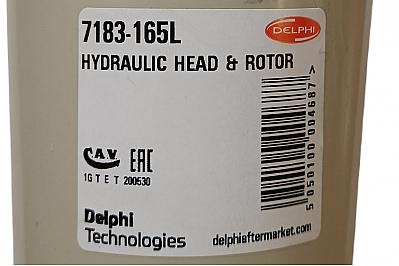 7183-165L
DELPHI
HYDRAULIC HEAD & ROTOR
5 050100 004687 >
C.A.V. EAC
1G T E T 200530
Delphi
Technologies
delphiaftermarket.com